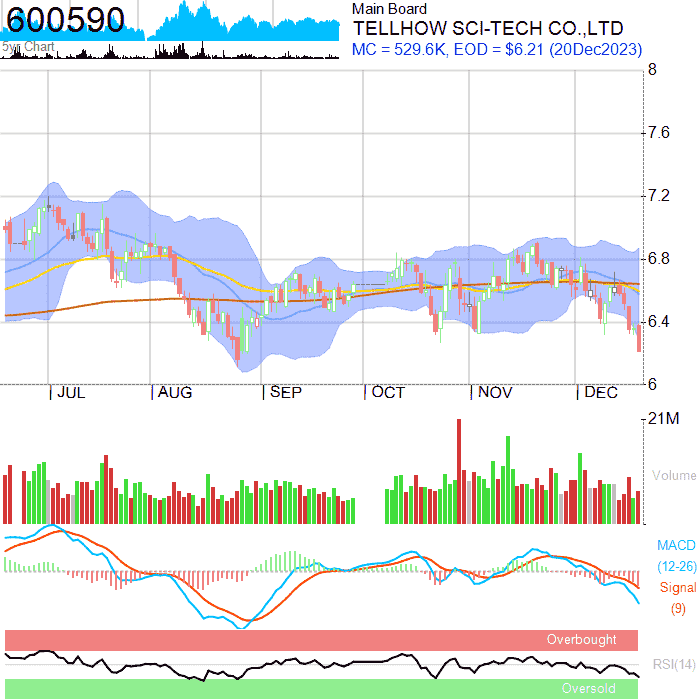 600590
5yr Chart
Main Board
TELLHOW SCI-TECH CO.,LTD
MC = 529.6K, EOD = $6.21 (20Dec2023)
8
7.6
7.2
6.8
6.4
6
JUL AUG SEP OCT NOV DEC
21M
Volume
MACD
(12-26)
Signal
(9)
Overbought
RSI(14)
Oversold